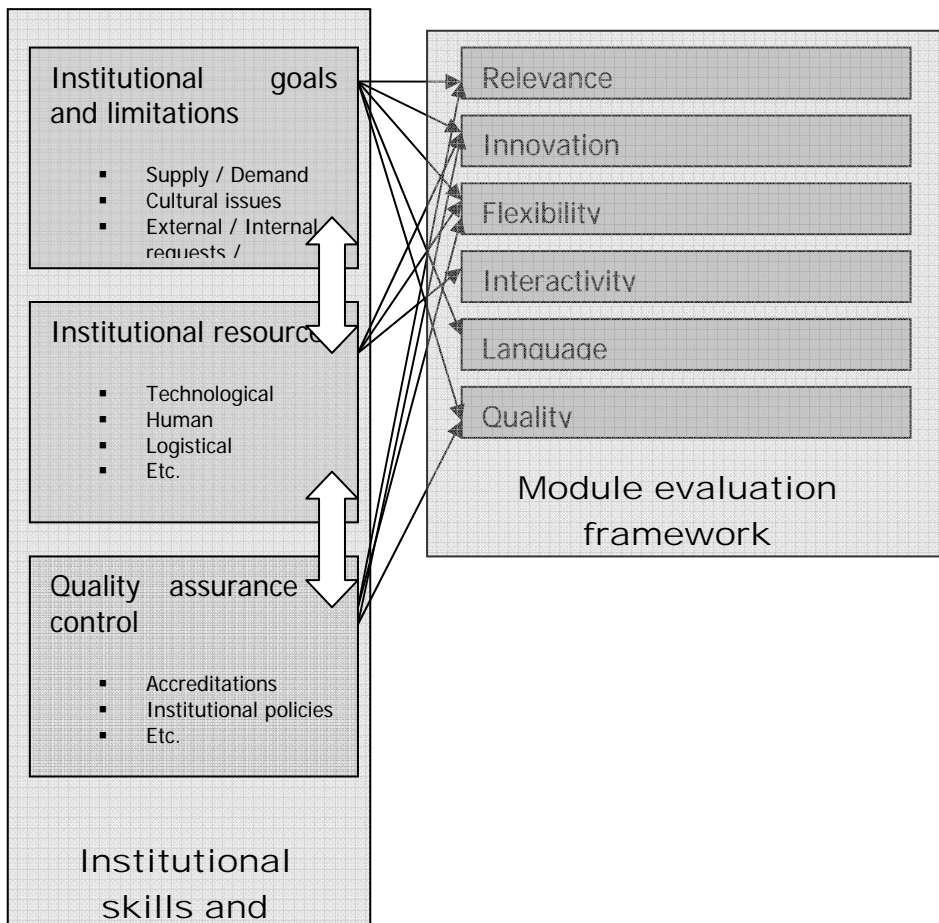 Institutional goals
and limitations
▪ Supply / Demand
▪ Cultural issues
▪ External / Internal
requests /
Institutional resource
▪ Technological
▪ Human
▪ Logistical
▪ Etc.
Quality assurance
control
▪ Accreditations
▪ Institutional policies
▪ Etc.
Institutional
skills and
Relevance
Innovation
Flexibility
Interactivity
Language
Quality
Module evaluation
framework